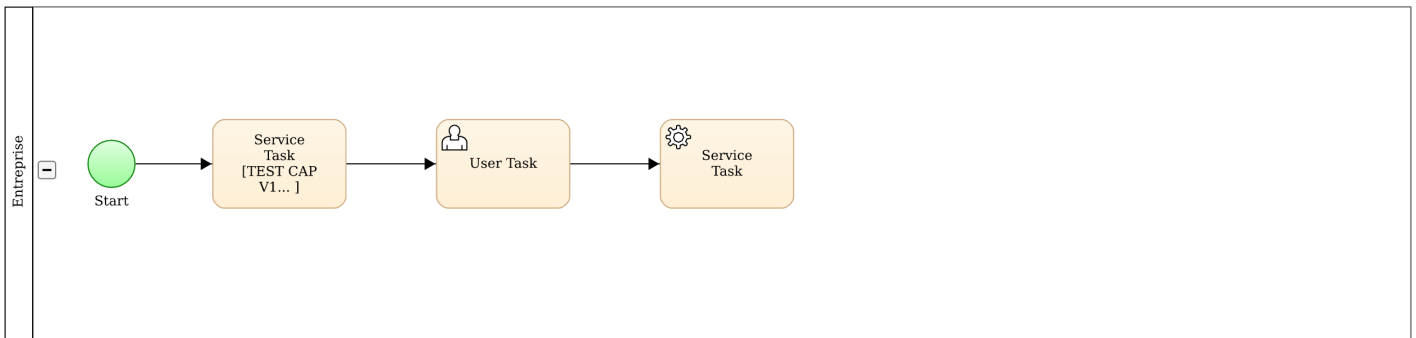 Entreprise
Start
Service
Task
[TEST CAP
V1... ]
User Task
Service
Task